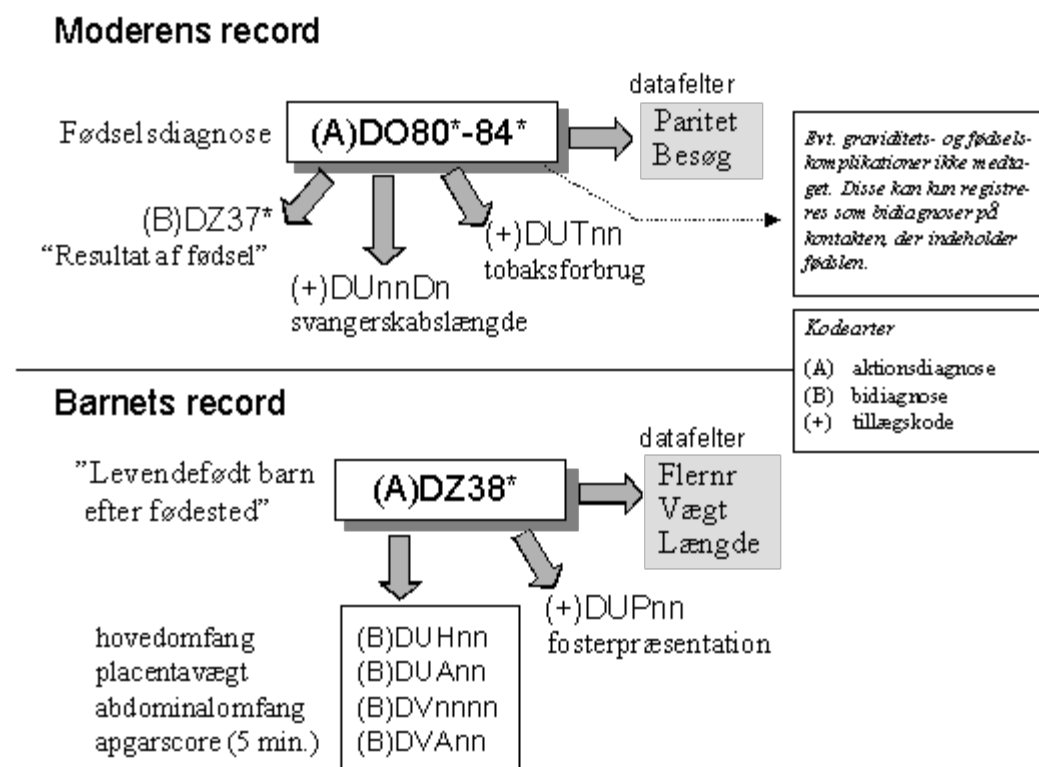 Moderens record
datafelter
Fødselsdiagnose
(A)DO80*-84*
Paritet
Besøg
Evt. graviditets- og fødsels-
komplikationer ikke medta-
get. Disse kan kun registre-
res som bidiagnoser på
kontakten, der indeholder
fødslen.
(B)DZ37*
“Resultat af fødsel”
(+)DUnnDn
svangerskabslængde
(+)DUTnn
tobaksforbrug
Kodearter
(A) aktionsdiagnose
(B) bidiagnose
(+) tillægskode
Barnets record
datafelter
”Levendefødt barn
efter fødested”
(A)DZ38*
Flernr
Vægt
Længde
(+)DUPnn
fosterpræsentation
hovedomfang (B)DUHnn
placentavægt (B)DUAnn
abdominalomfang (B)DVnnnn
apgarscore (5 min.) (B)DVAnn